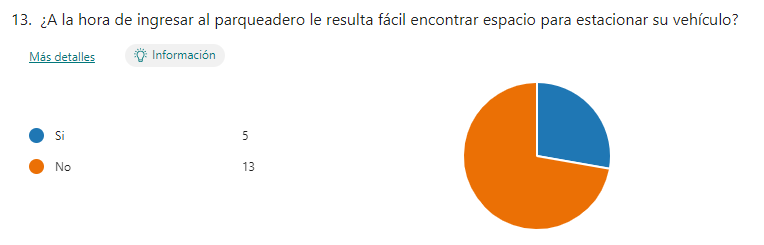 13. ¿A la hora de ingresar al parqueadero le resulta fácil encontrar espacio para estacionar su vehículo?
Más detalles
Información
Si 5
No 13